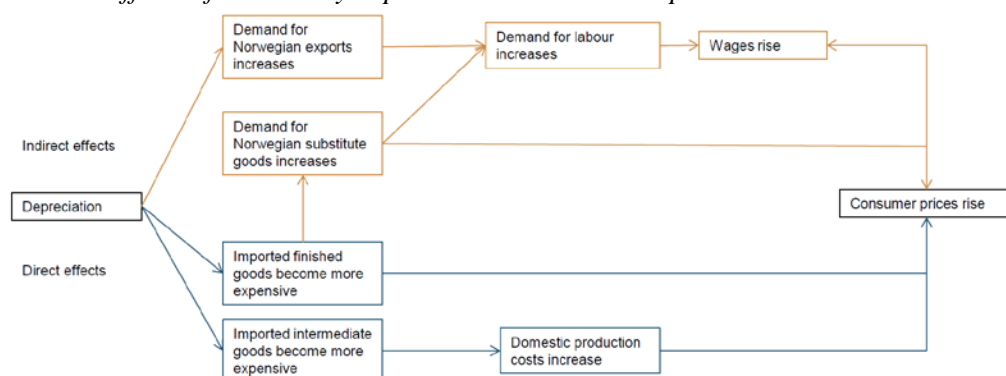 Demand for
Norwegian exports
increases
Demand for labour
increases
Wages rise
Demand for
Norwegian substitute
goods increases
Indirect effects
Depreciation
Consumer prices rise
Direct effects
Imported finished
goods become more
expensive
Imported intermediate
goods become more
expensive
Domestic production
costs increase